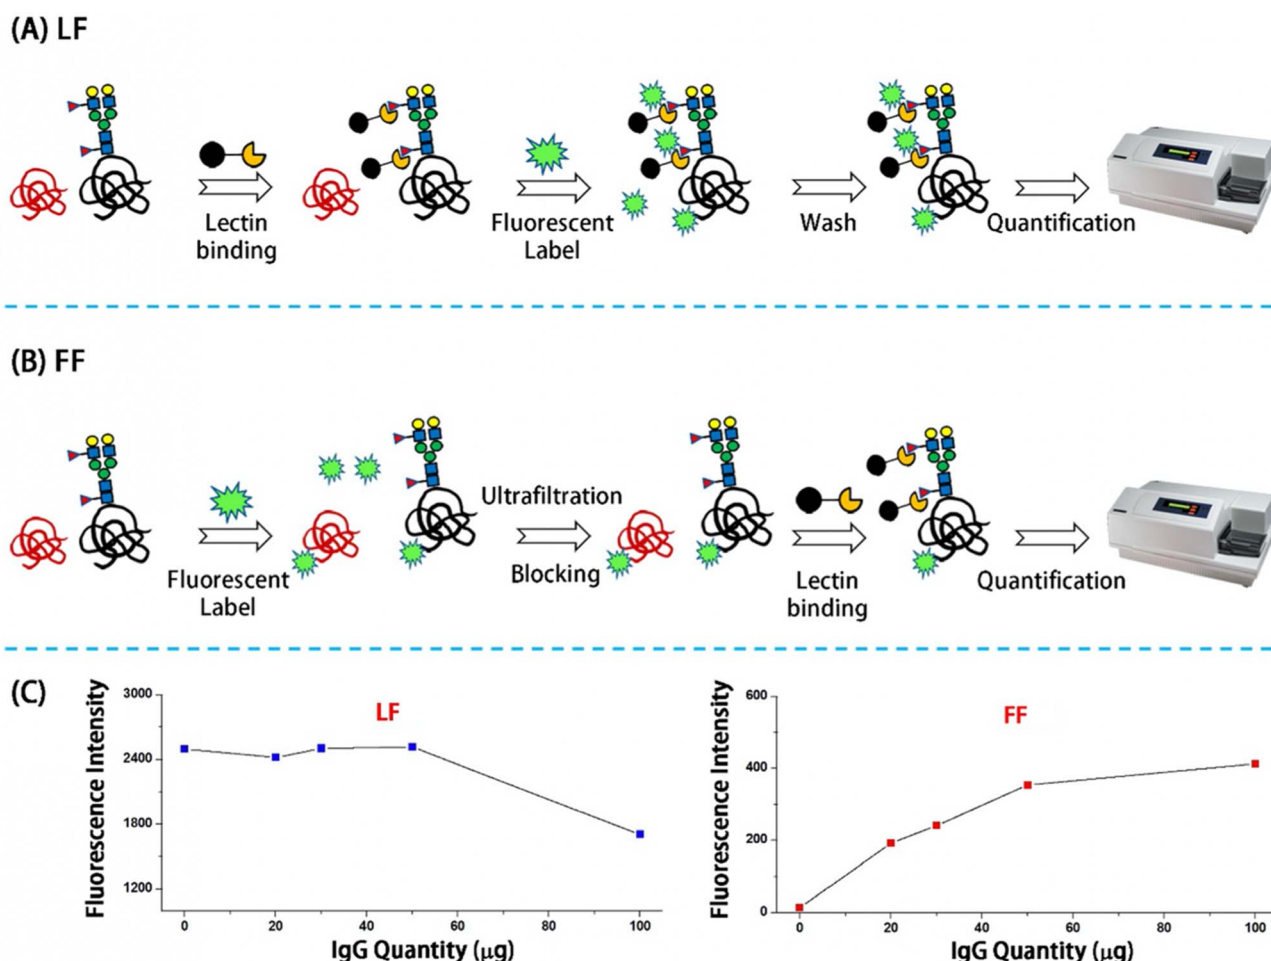 (A) LF
Lectin
binding
Fluorescent
Label
Wash
Quantification
(B) FF
Fluorescent
Label
Ultrafiltration
Blocking
Lectin
binding
Quantification
(C)
Fluorescence Intensity
3000
2400
1800
1200
LF
0
20
40
60
80
100
IgG Quantity (μg)
Fluorescence Intensity
600
400
200
0
FF
0
20
40
60
80
100
IgG Quantity (μg)